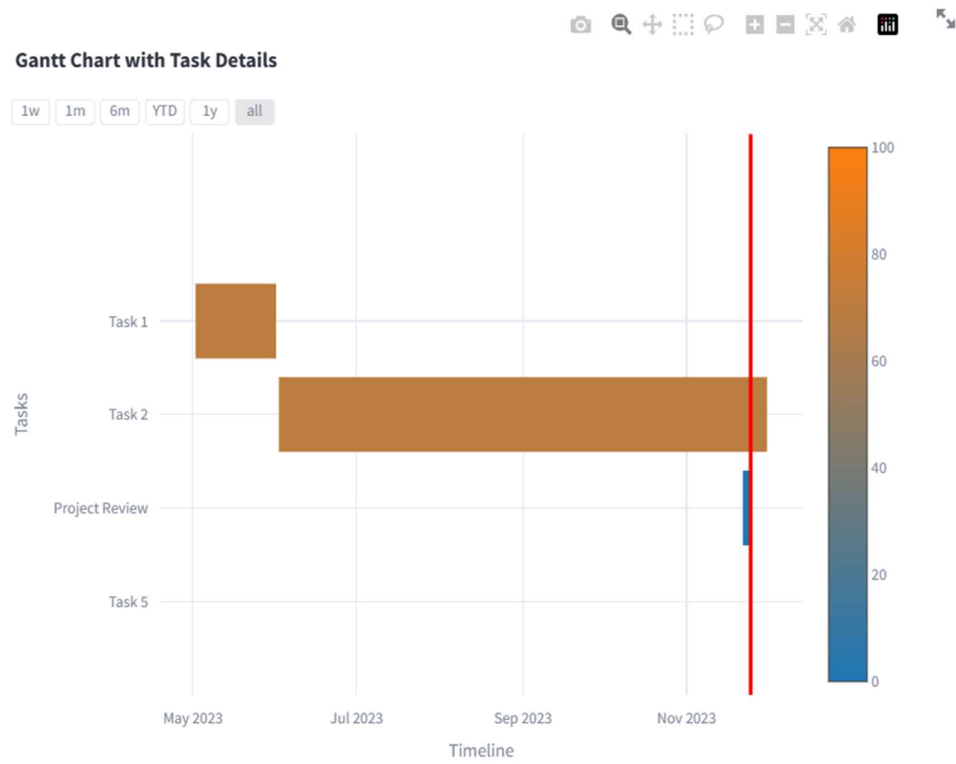 Gantt Chart with Task Details
1w 1m 6m YTD 1y all
100
80
60
40
20
0
Tasks
Task 1
Task 2
Project Review
Task 5
May 2023 Jul 2023 Sep 2023 Nov 2023
Timeline